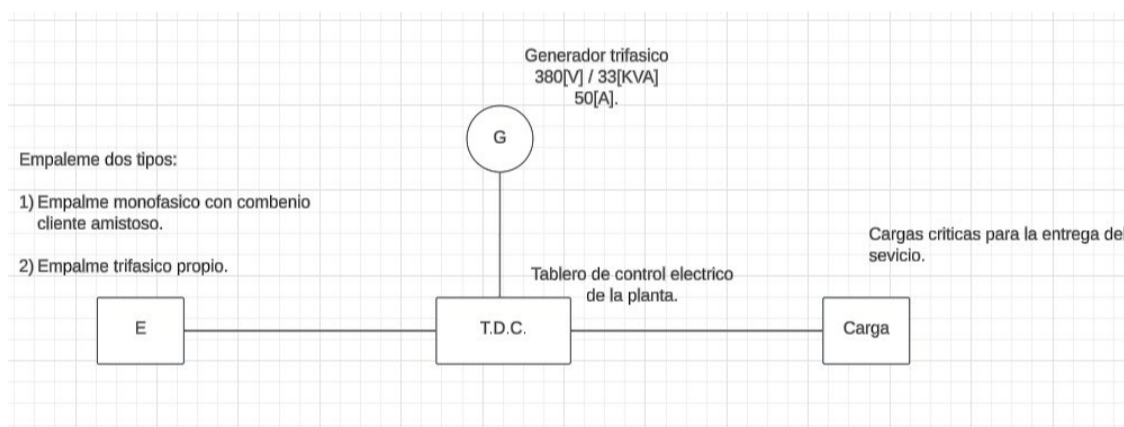 Generador trifasico
380[V] / 33[KVA]
50[A].
G
Empaleme dos tipos:
1) Empalme monofasico con combenio
cliente amistoso.
2) Empalme trifasico propio.
Cargas criticas para la entrega del
sevicio.
Tablero de control electrico
de la planta.
E
T.D.C.
Carga